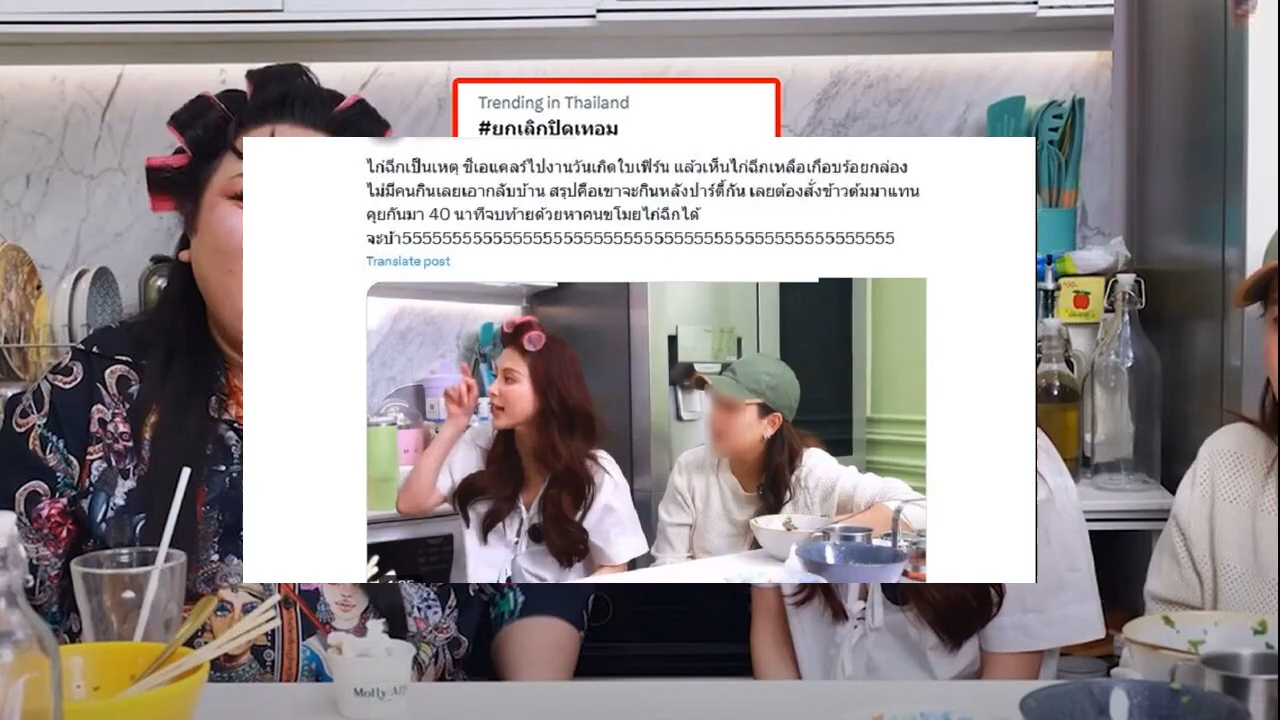 Trending in Thailand
#ยกเลิกปิดเทอม
ไก่ฉีกเป็นเหตุ ซีเอแคลร์ไปงานวันเกิดใบเฟิร์น แล้วเห็นไก่ฉีกเหลือเกือบร้อยกล่อง
ไม่มีคนกินเลยเอากลับบ้าน สรุปคือเขาจะกินหลังปาร์ตี้กัน เลยต้องสั่งข้าวต้มมาแทน
คุยกันมา 40 นาทีจบท้ายด้วยหาคนขโมยไก่ฉีกได้
จะบ้า5555555555555555555555555555555555555555555555555
Translate post
Molly Ally